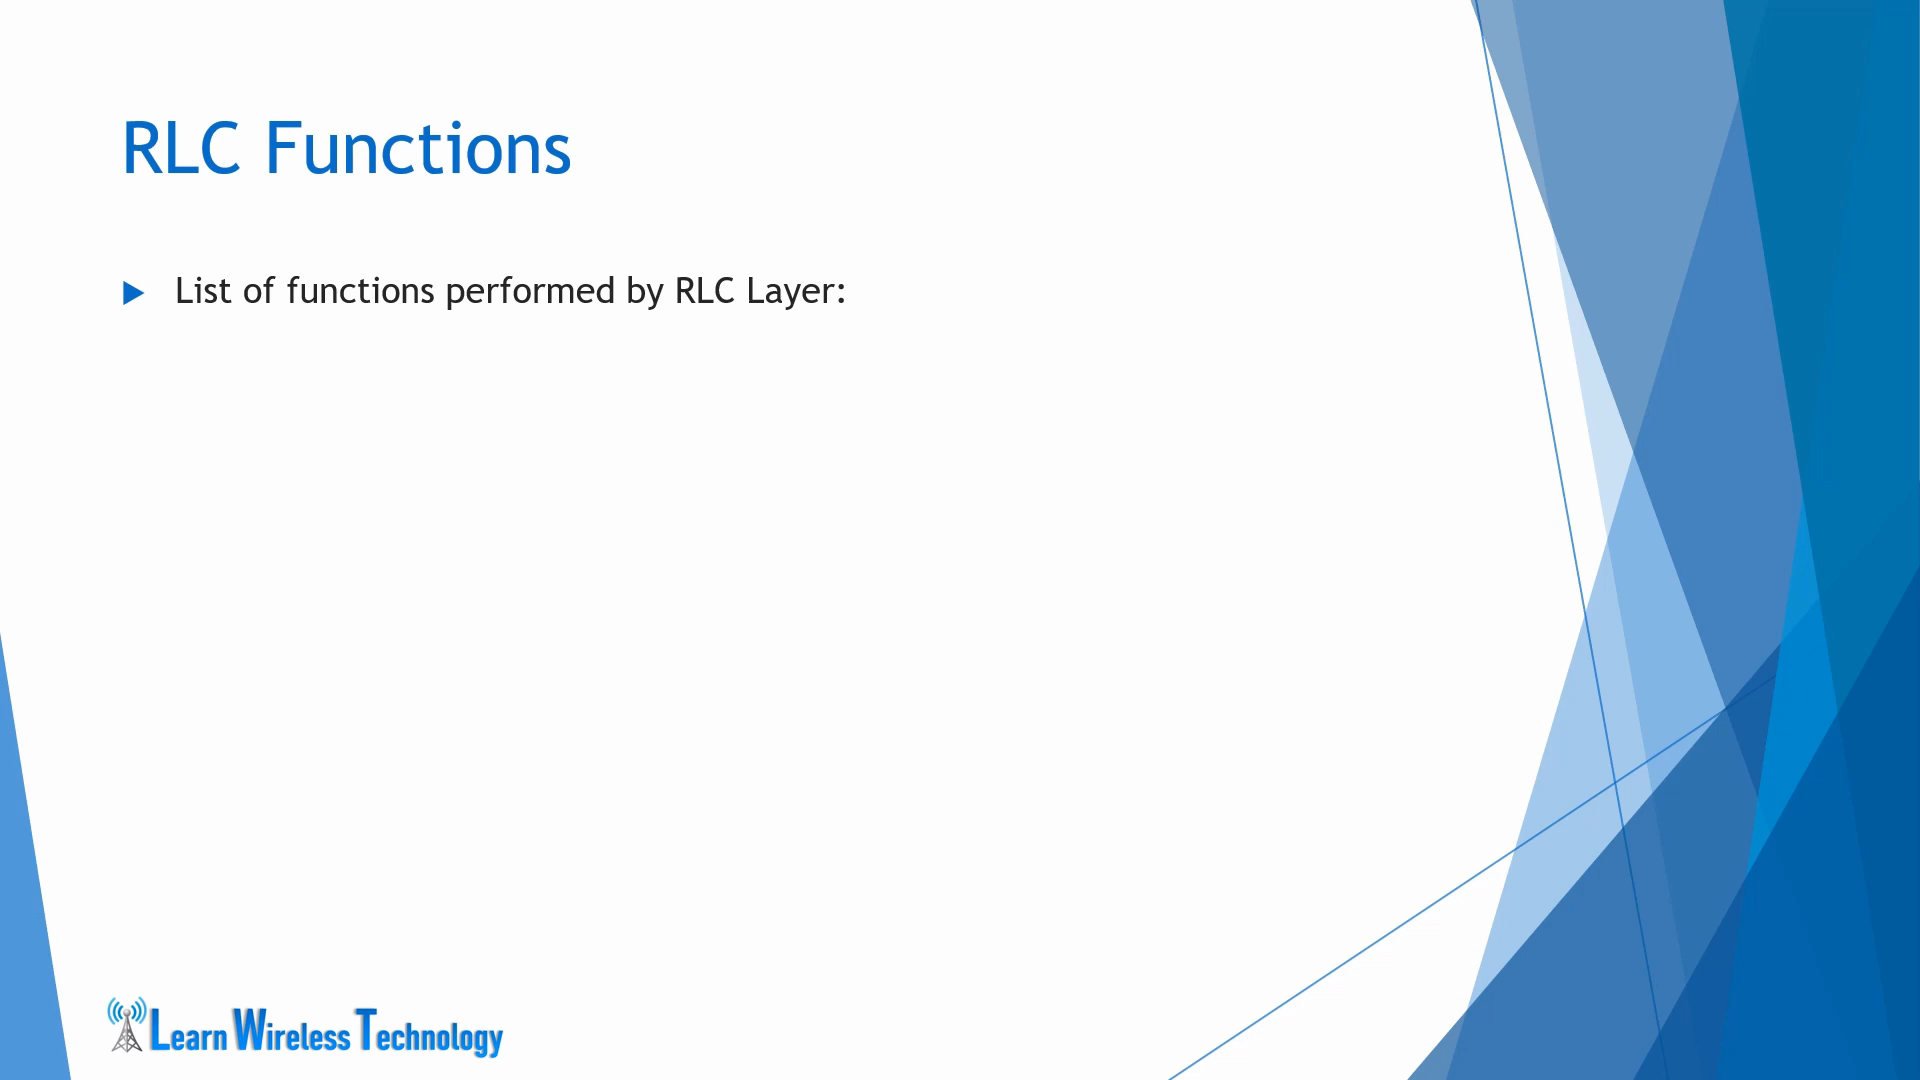 RLC Functions
List of functions performed by RLC Layer:
Learn Wireless Technology